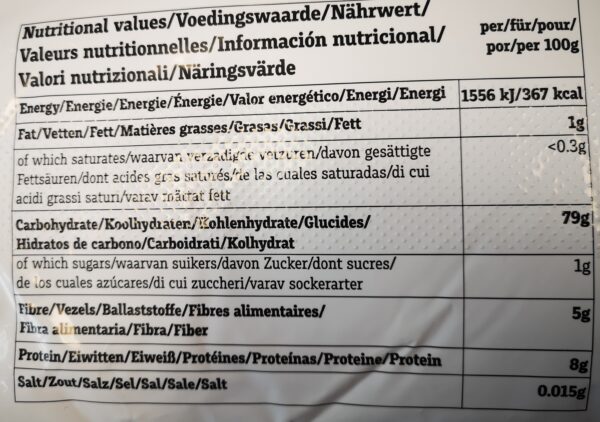 Nutritional values/Voedingswaarde/Nährwert/
Valeurs nutritionnelles/Información nutricional/
Valori nutrizionali/Näringsvärde
per/für/pour/
por/per 100g
Energy/Energie/Energie/Énergie/Valor energético/Energi/Energi 1556 kJ/367 kcal
Fat/Vetten/Fett/Matières grasses/Grasas/Grassi/Fett 1g
of which saturates/waarvan verzadigde vetzuren/davon gesättigte <0.3g
Fettsäuren/dont acides gras saturés/de las cuales saturadas/di cui
acidi grassi saturi/varav mättat fett
Carbohydrate/Koolhydraten/Kohlenhydrate/Glucides/ 79g
Hidratos de carbono/Carboidrati/Kolhydrat
of which sugars/waarvan suikers/davon Zucker/dont sucres/ 1g
de los cuales azúcares/di cui zuccheri/varav sockerarter
Fibre/Vezels/Ballaststoffe/Fibres alimentaires/ 5g
Fibra alimentaria/Fibra/Fiber
Protein/Eiwitten/Eiweiß/Protéines/Proteínas/Proteine/Protein 8g
Salt/Zout/Salz/Sel/Sal/Sale/Salt 0.015g